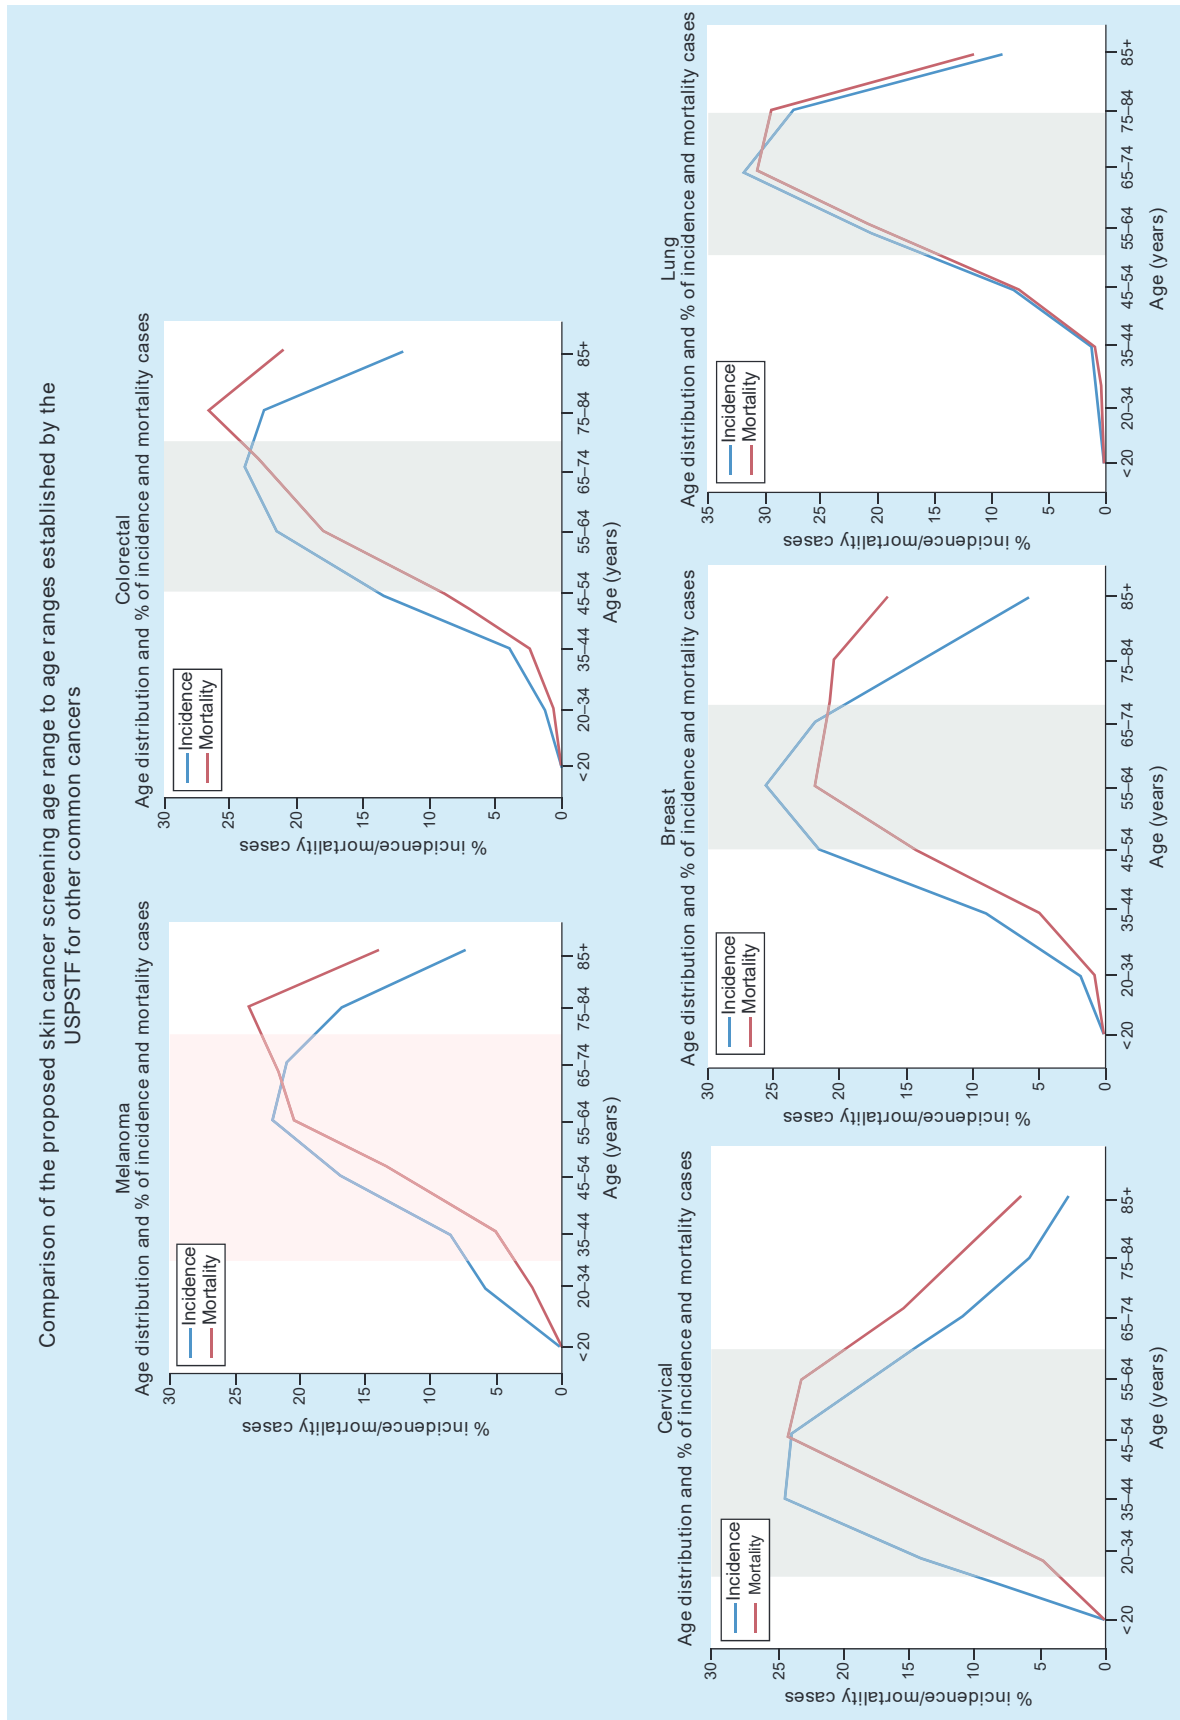 Comparison of the proposed skin cancer screening age range to age ranges established by the
USPSTF for other common cancers
Melanoma
Age distribution and % of incidence and mortality cases
Incidence
Mortality
% incidence/mortality cases
30
25
20
15
10
5
0
<20
20–34
35–44
45–54
55–64
65–74
75–84
85+
Age (years)
Colorectal
Age distribution and % of incidence and mortality cases
Incidence
Mortality
% incidence/mortality cases
30
25
20
15
10
5
0
<20
20–34
35–44
45–54
55–64
65–74
75–84
85+
Age (years)
Cervical
Age distribution and % of incidence and mortality cases
Incidence
Mortality
% incidence/mortality cases
30
25
20
15
10
5
0
<20
20–34
35–44
45–54
55–64
65–74
75–84
85+
Age (years)
Breast
Age distribution and % of incidence and mortality cases
Incidence
Mortality
% incidence/mortality cases
30
25
20
15
10
5
0
<20
20–34
35–44
45–54
55–64
65–74
75–84
85+
Age (years)
Lung
Age distribution and % of incidence and mortality cases
Incidence
Mortality
% incidence/mortality cases
35
30
25
20
15
10
5
0
<20
20–34
35–44
45–54
55–64
65–74
75–84
85+
Age (years)